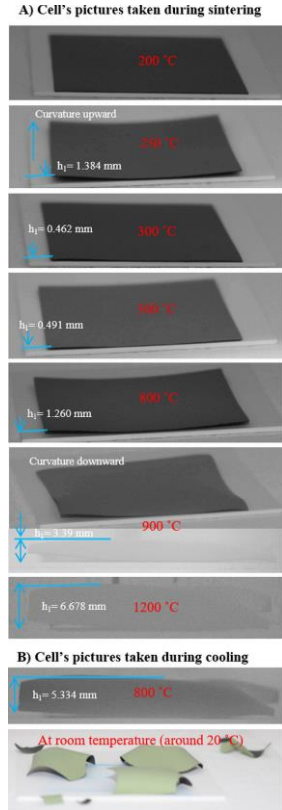 A) Cell's pictures taken during sintering
200 ˚C
Curvature upward
250 ˚C
h₁= 1.384 mm
h₁= 0.462 mm
300 ˚C
500 ˚C
h₁= 0.491 mm
800 ˚C
h₁= 1.260 mm
Curvature downward
900 ˚C
h₁= 3.39 mm
1200 ˚C
h₁= 6.678 mm
B) Cell's pictures taken during cooling
800 ˚C
h₁= 5.334 mm
At room temperature (around 20 ˚C)